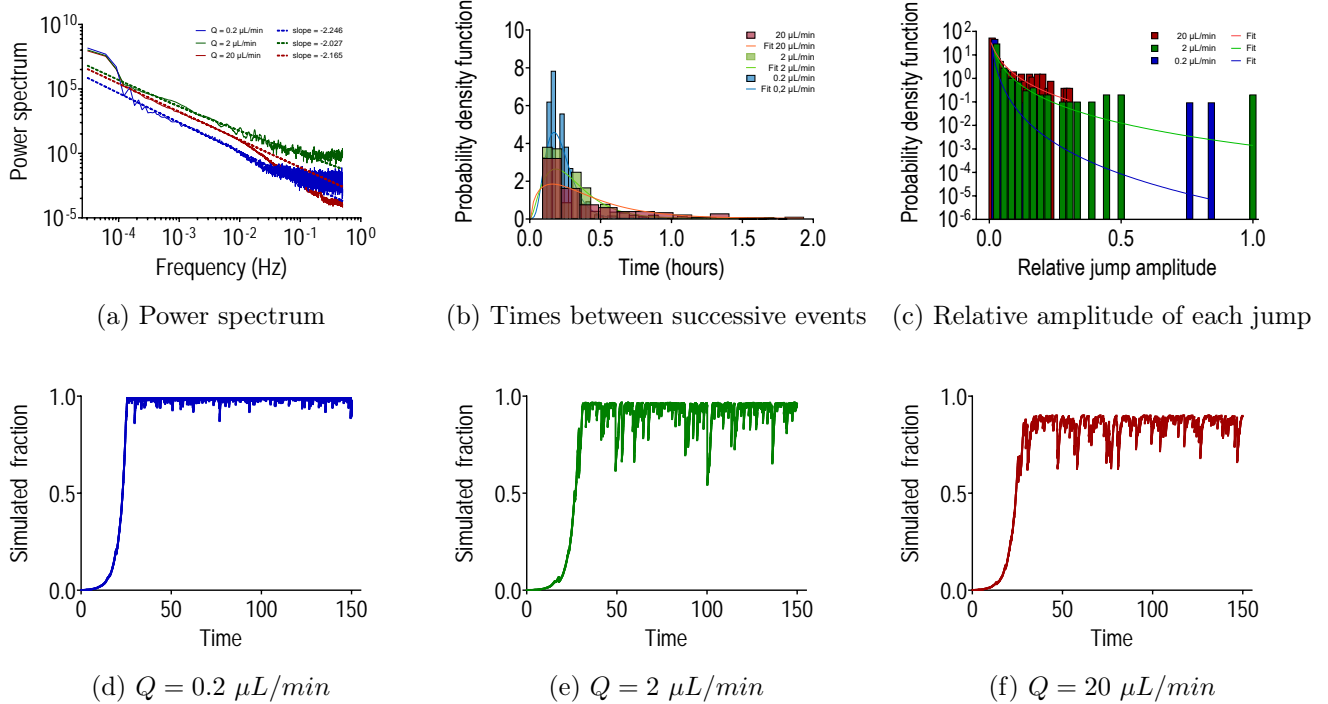 Power spectrum
10^10
10^5
10^0
10^-5
10^-4
10^-3
10^-2
10^-1
10^0
Frequency (Hz)
Q = 0.2 µL/min
Q = 2 µL/min
Q = 20 µL/min
slope = -2.246
slope = -2.027
slope = -2.165
(a) Power spectrum
Probability density function
10
8
6
4
2
0
0
0.5
1.0
1.5
2.0
Time (hours)
20 µL/min
Fit 20 µL/min
2 µL/min
Fit 2 µL/min
0.2 µL/min
Fit 0,2 µL/min
(b) Times between successive events
Probability density function
10^2
10^1
10^0
10^-1
10^-2
10^-3
10^-4
10^-5
10^-6
0.0
0.5
1.0
Relative jump amplitude
20 µL/min
2 µL/min
0.2 µL/min
Fit
Fit
Fit
(c) Relative amplitude of each jump
Simulated fraction
1.0
0.5
0.0
0
50
100
150
Time
(d) Q = 0.2 µL/min
Simulated fraction
1.0
0.5
0.0
0
50
100
150
Time
(e) Q = 2 µL/min
Simulated fraction
1.0
0.5
0.0
0
50
100
150
Time
(f) Q = 20 µL/min